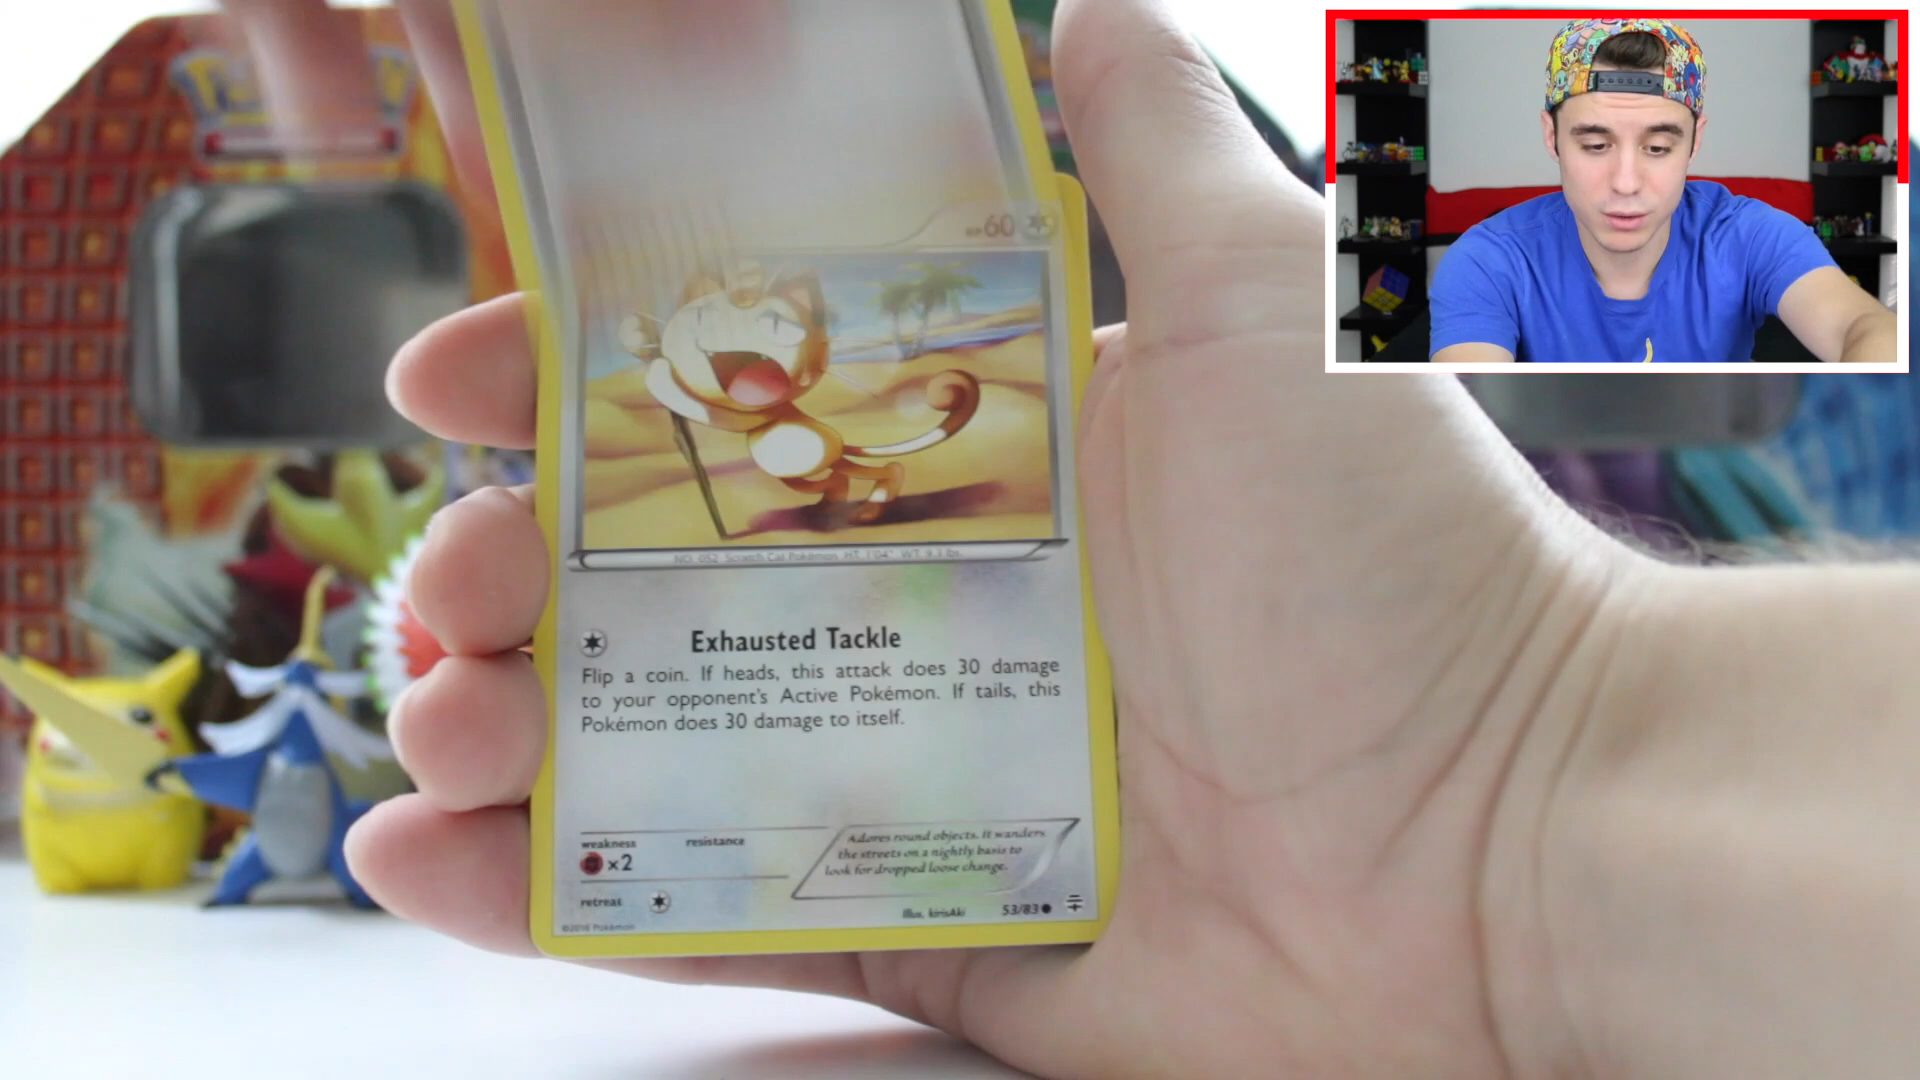 HP60
NO. 052 Scratch Cat Pokémon HT. 1'04" WT. 9.3 lbs.
Exhausted Tackle
Flip a coin. If heads, this attack does 30 damage
to your opponent's Active Pokémon. If tails, this
Pokémon does 30 damage to itself.
weakness
resistance
×2
Adores round objects. It wanders
the streets on a nightly basis to
look for dropped loose change.
retreat
Illus. kirisAki
53/83
©2016 Pokémon